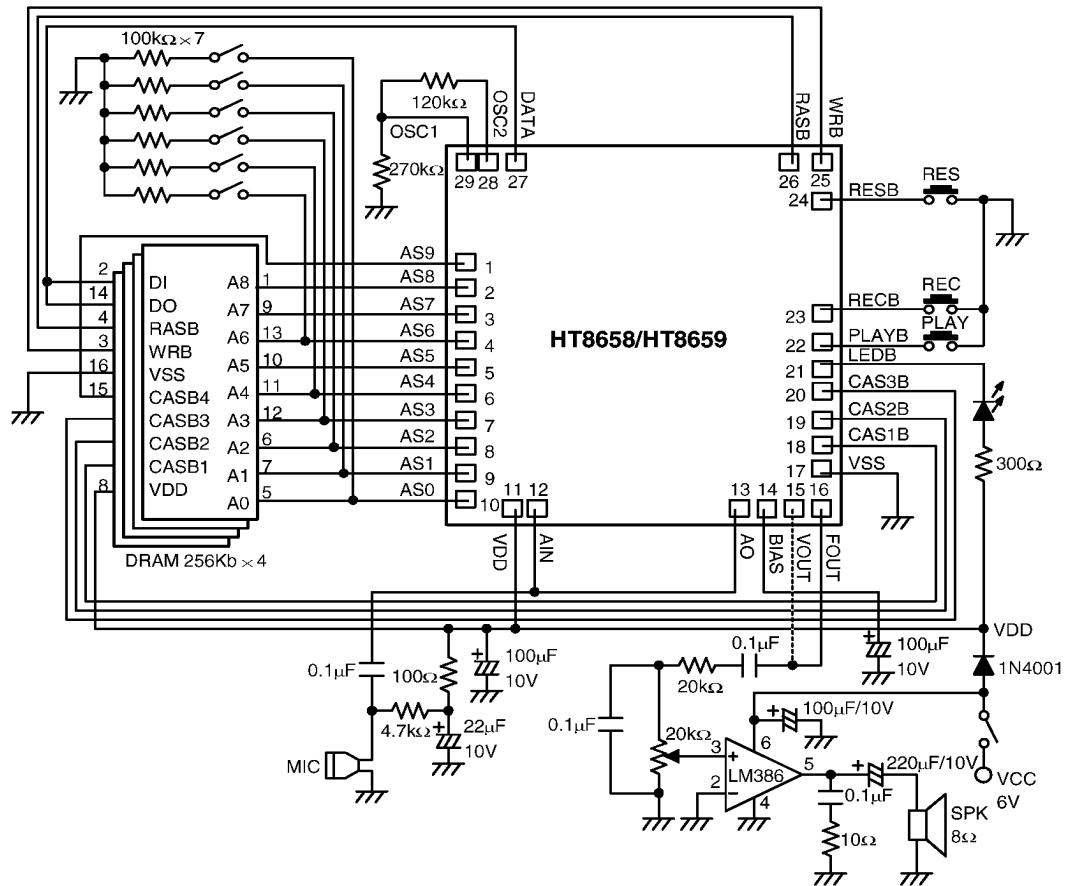 100kΩ×7
120kΩ
OSC1
OSC2
DATA
270kΩ
RASB
WRB
29 28 27
26 25
24 RESB RES
AS9 1
AS8 2
AS7 3
AS6 4
AS5 5
AS4 6
AS3 7
AS2 8
AS1 9
AS0 10
HT8658/HT8659
23 RECB REC
22 PLAYB PLAY
21 LEDB
20 CAS3B
19 CAS2B
18 CAS1B
17 VSS
300Ω
2 DI
14 DO
4 RASB
3 WRB
16 VSS
15 CASB4
CASB3
CASB2
CASB1
8 VDD
A8 1
A7 9
A6 13
A5 10
A4 11
A3 12
A2 6
A1 7
A0 5
DRAM 256Kb×4
11 12
VDD
AIN
13 14 15 16
AO
BIAS
VOUT
FOUT
VDD
1N4001
0.1µF
100Ω
100µF
10V
4.7kΩ
22µF
10V
MIC
0.1µF
20kΩ
100µF
10V
0.1µF
20kΩ
100µF/10V
3 +
2 −
6
LM386
4
5
220µF/10V
0.1µF
10Ω
SPK
8Ω
VCC
6V